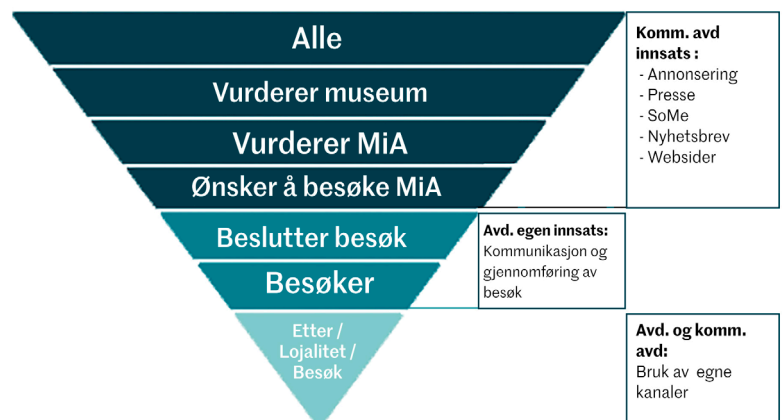 Alle
Vurderer museum
Vurderer MiA
Ønsker å besøke MiA
Beslutter besøk
Besøker
Etter /
Lojalitet /
Besøk
Komm. avd
innsats :
- Annonsering
- Presse
- SoMe
- Nyhetsbrev
- Websider
Avd. egen innsats:
Kommunikasjon og
gjennomføring av
besøk
Avd. og komm.
avd:
Bruk av egne
kanaler